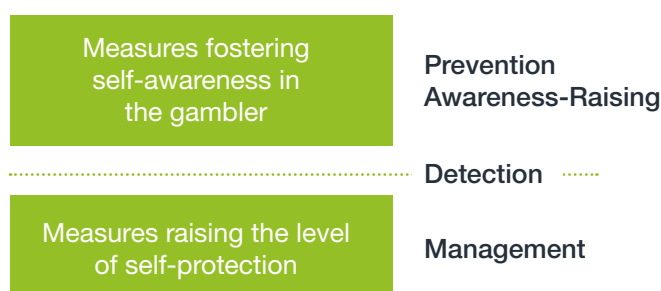 Measures fostering
self-awareness in
the gambler
Prevention
Awareness-Raising
Detection
Measures raising the level
of self-protection
Management